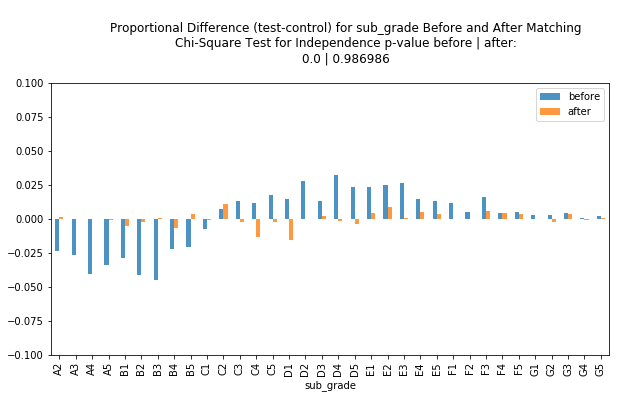 Proportional Difference (test-control) for sub_grade Before and After Matching
Chi-Square Test for Independence p-value before | after:
0.0 | 0.986986
before
after
0.100
0.075
0.050
0.025
0.000
−0.025
−0.050
−0.075
−0.100
A2 A3 A4 A5 B1 B2 B3 B4 B5 C1 C2 C3 C4 C5 D1 D2 D3 D4 D5 E1 E2 E3 E4 E5 F1 F2 F3 F4 F5 G1 G2 G3 G4 G5
sub_grade